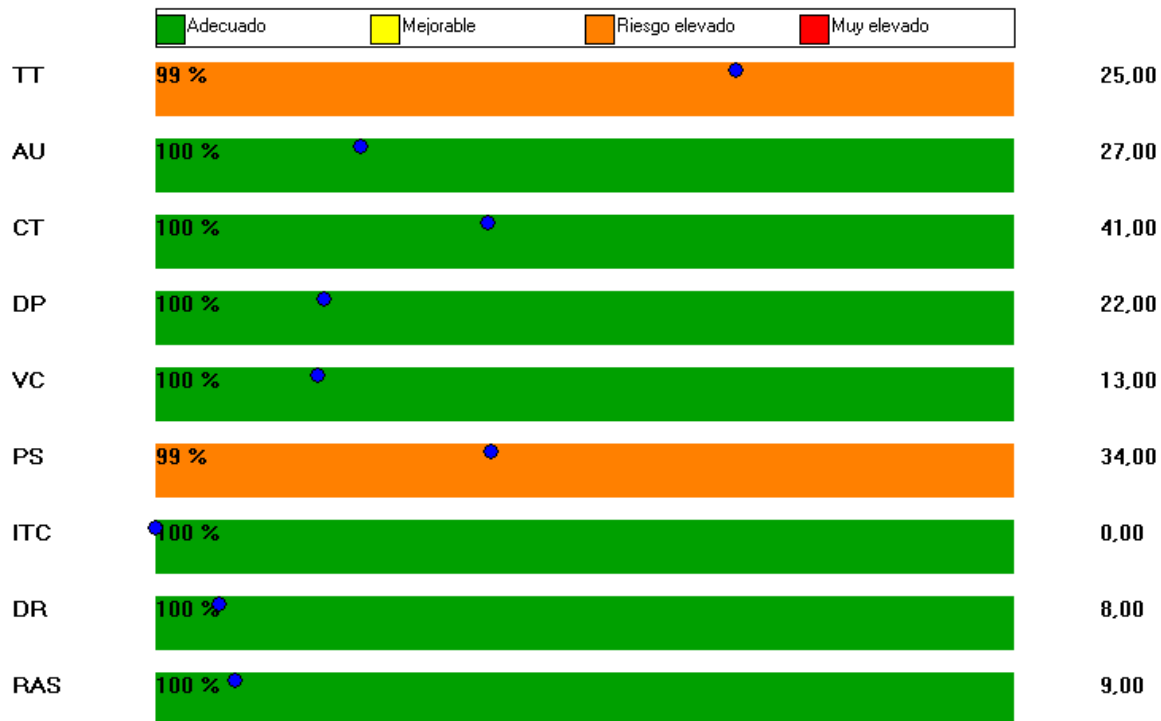 Adecuado Mejorable Riesgo elevado Muy elevado
TT 99 % 25,00
AU 100 % 27,00
CT 100 % 41,00
DP 100 % 22,00
VC 100 % 13,00
PS 99 % 34,00
ITC 100 % 0,00
DR 100 % 8,00
RAS 100 % 9,00